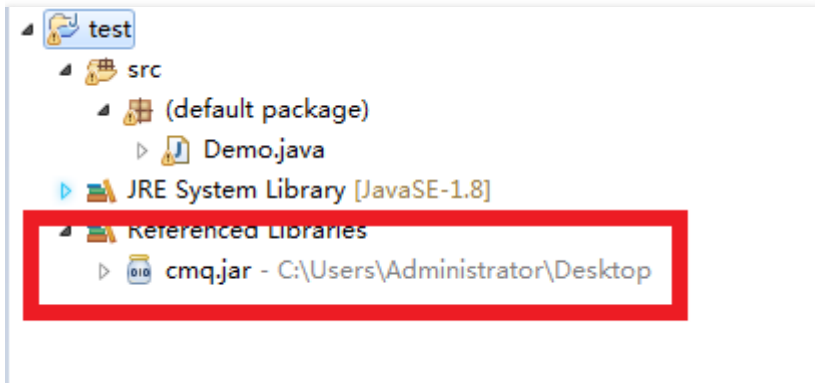 test
src
(default package)
Demo.java
JRE System Library [JavaSE-1.8]
Referenced Libraries
cmq.jar - C:\Users\Administrator\Desktop